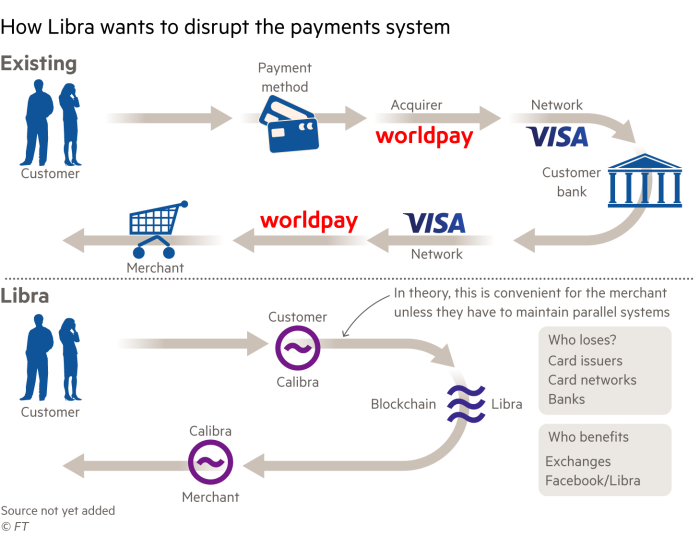 How Libra wants to disrupt the payments system
Existing
Customer
Payment
method
Acquirer
worldpay
Network
VISA
Customer
bank
VISA
Network
worldpay
Merchant
Libra
Customer
Customer
Calibra
In theory, this is convenient for the merchant
unless they have to maintain parallel systems
Blockchain
Libra
Calibra
Merchant
Who loses?
Card issuers
Card networks
Banks
Who benefits
Exchanges
Facebook/Libra
Source not yet added
© FT